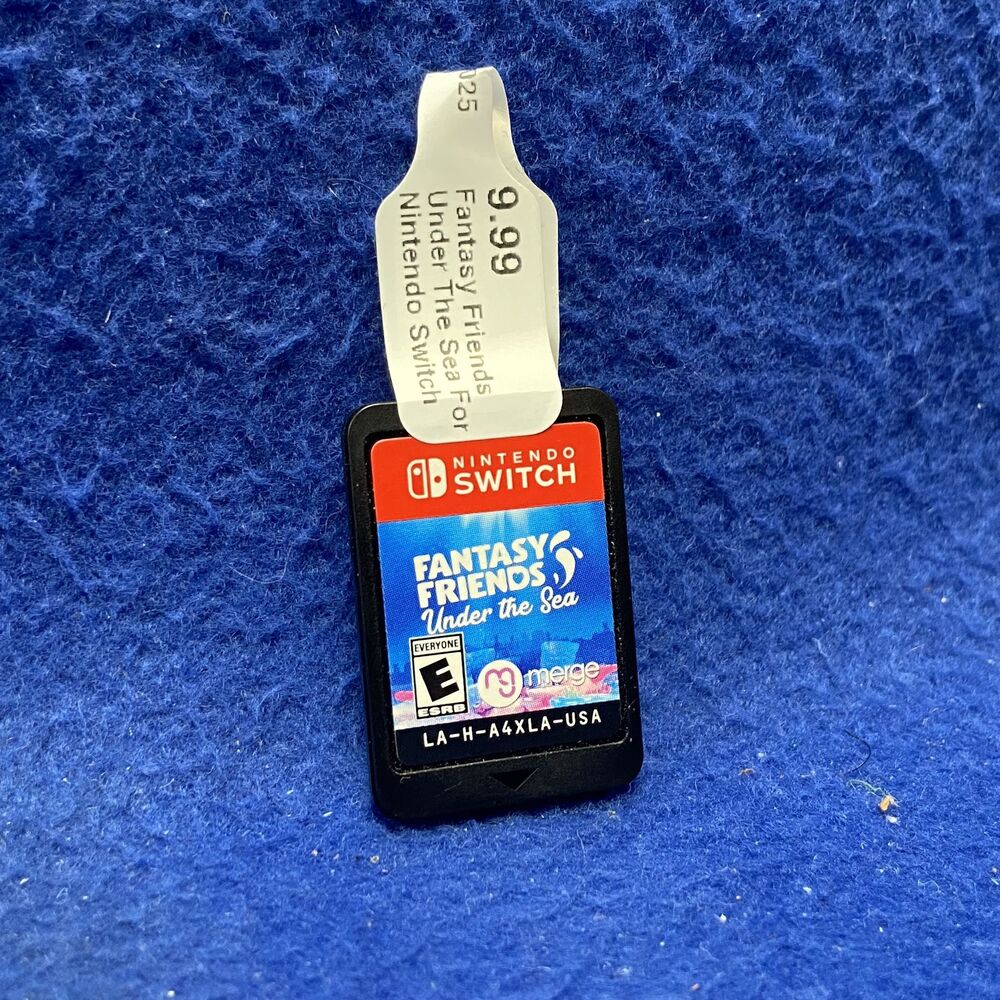 025
9.99
Fantasy Friends
Under The Sea For
Nintendo Switch
NINTENDO
SWITCH
FANTASY
FRIENDS
Under the Sea
EVERYONE
E
ESRB
mg merge
LA-H-A4XLA-USA